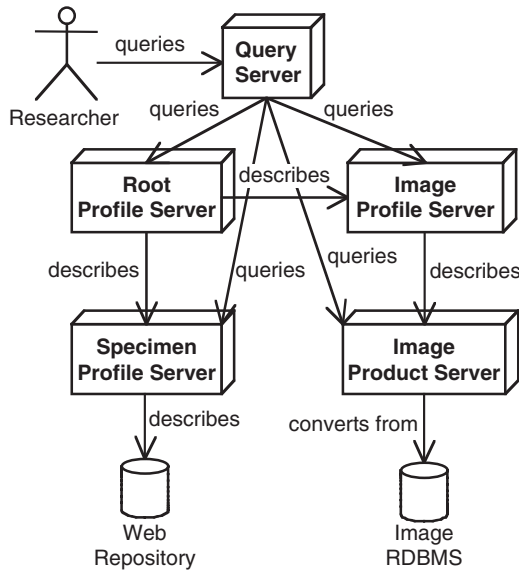 queries
Query
Server
Researcher
queries
queries
Root
Profile Server
describes
Image
Profile Server
describes
queries
queries
describes
Specimen
Profile Server
Image
Product Server
describes
converts from
Web
Repository
Image
RDBMS